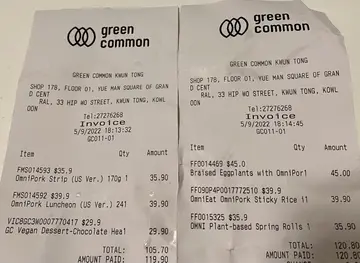 green
common
GREEN COMMON KWUN TONG
SHOP 178, FLOOR 01, YUE MAN SQUARE OF GRAN
D CENT
RAL, 33 HIP WO STREET, KWUN TONG, KOWL
OON
Tel:27276268
Invoice
5/9/2022 18:13:32
GC011-01
Item Qty Amount
FMS014593 $35.9
OmniPork Strip (US Ver.) 170g 1 35.90
FMS014592 $39.9
OmniPork Luncheon (US Ver.) 241 39.90
VICBGC3W0007770417 $29.9
GC Vegan Dessert-Chocolate Heal 29.90
TOTAL: 105.70
AMOUNT PAID: 119.90
green
common
GREEN COMMON KWUN TONG
SHOP 178, FLOOR 01, YUE MAN SQUARE OF GRAN
D CENT
RAL, 33 HIP WO STREET, KWUN TONG, KOWL
OON
Tel:27276268
Invoice
5/9/2022 18:14:45
GC011-01
Item Qty Amount
FF0014469 $45.0
Braised Eggplants with OmniPor1 45.00
FFO90P4P0017772510 $39.9
OmniEat OmniPork Sticky Rice 11 39.90
FF0015325 $35.9
OMNI Plant-based Spring Rolls 1 35.9
TOTAL: 120.80
AMOUNT PAID: 120.80